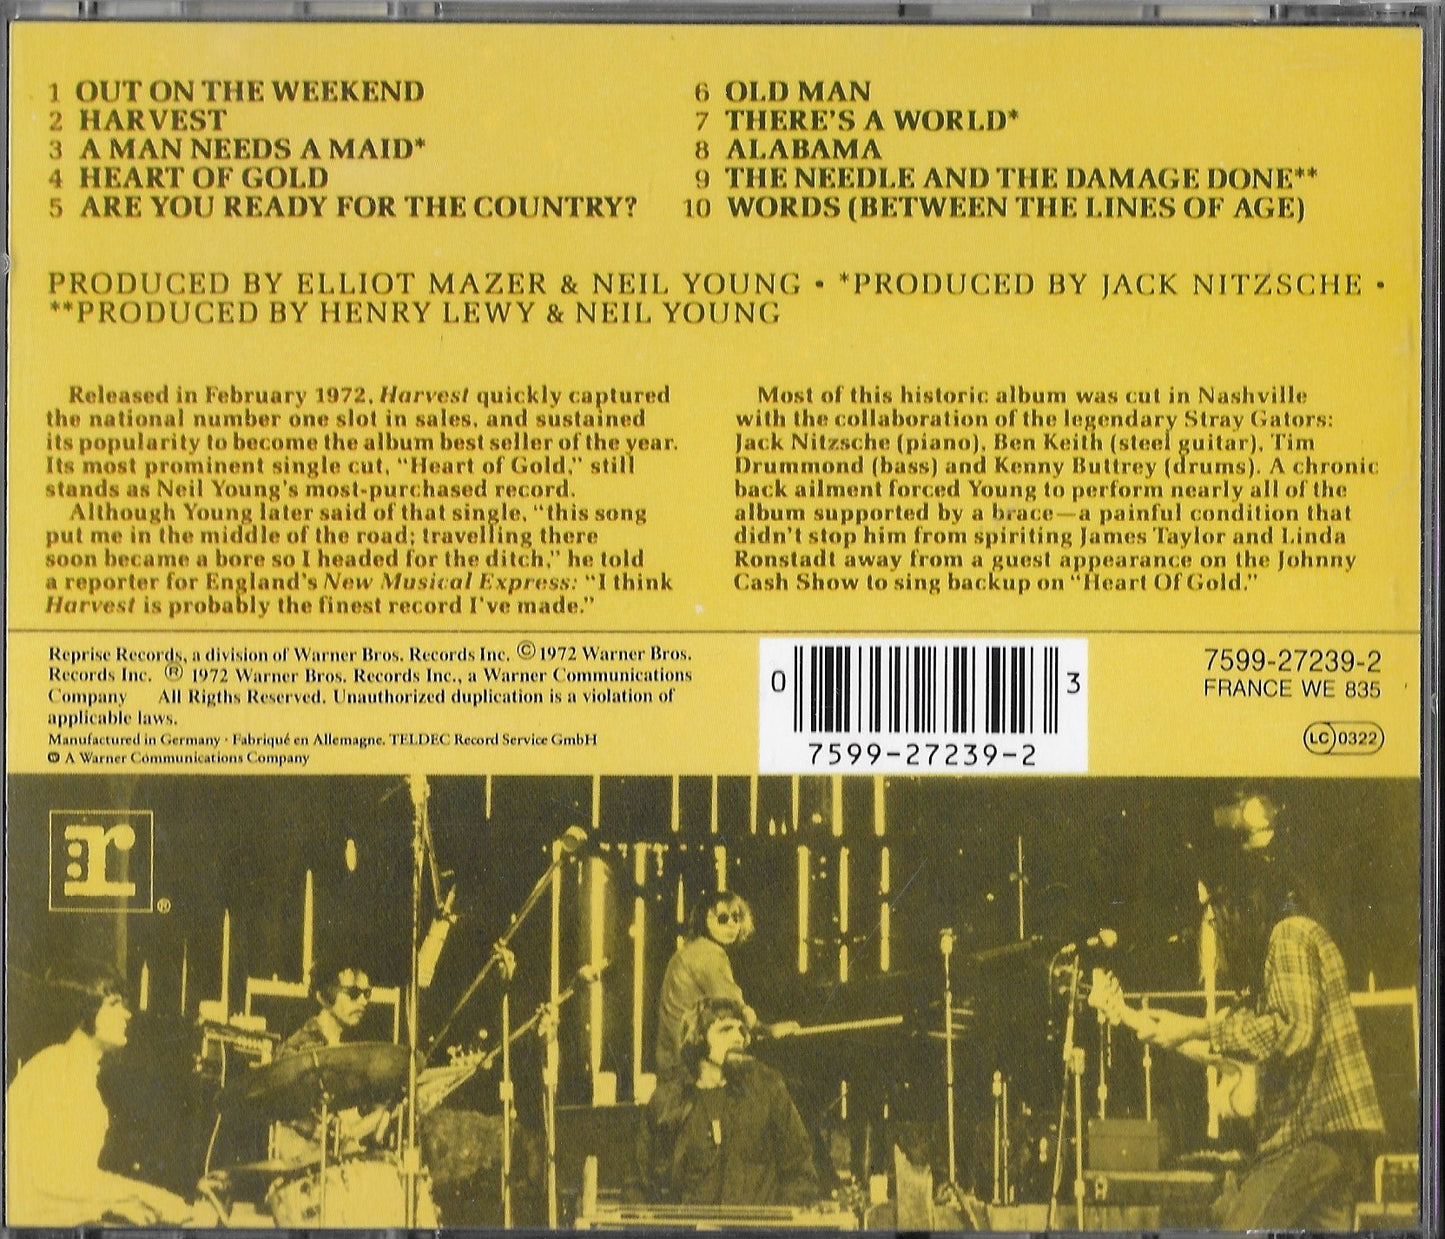 1 OUT ON THE WEEKEND
2 HARVEST
3 A MAN NEEDS A MAID*
4 HEART OF GOLD
5 ARE YOU READY FOR THE COUNTRY?
6 OLD MAN
7 THERE'S A WORLD*
8 ALABAMA
9 THE NEEDLE AND THE DAMAGE DONE**
10 WORDS (BETWEEN THE LINES OF AGE)
PRODUCED BY ELLIOT MAZER & NEIL YOUNG • *PRODUCED BY JACK NITZSCHE •
**PRODUCED BY HENRY LEWY & NEIL YOUNG
Released in February 1972, Harvest quickly captured
the national number one slot in sales, and sustained
its popularity to become the album best seller of the year.
Its most prominent single cut, "Heart of Gold," still
stands as Neil Young's most-purchased record.
Although Young later said of that single, "this song
put me in the middle of the road; travelling there
soon became a bore so I headed for the ditch," he told
a reporter for England's New Musical Express: "I think
Harvest is probably the finest record I've made."
Most of this historic album was cut in Nashville
with the collaboration of the legendary Stray Gators:
Jack Nitzsche (piano), Ben Keith (steel guitar), Tim
Drummond (bass) and Kenny Buttrey (drums). A chronic
back ailment forced Young to perform nearly all of the
album supported by a brace—a painful condition that
didn't stop him from spiriting James Taylor and Linda
Ronstadt away from a guest appearance on the Johnny
Cash Show to sing backup on "Heart Of Gold."
Reprise Records, a division of Warner Bros. Records Inc. © 1972 Warner Bros.
Records Inc. ® 1972 Warner Bros. Records Inc., a Warner Communications
Company All Rigths Reserved. Unauthorized duplication is a violation of
applicable laws.
Manufactured in Germany · Fabriqué en Allemagne. TELDEC Record Service GmbH
A Warner Communications Company
0 3
7599-27239-2
7599-27239-2
FRANCE WE 835
LC 0322
:r ®